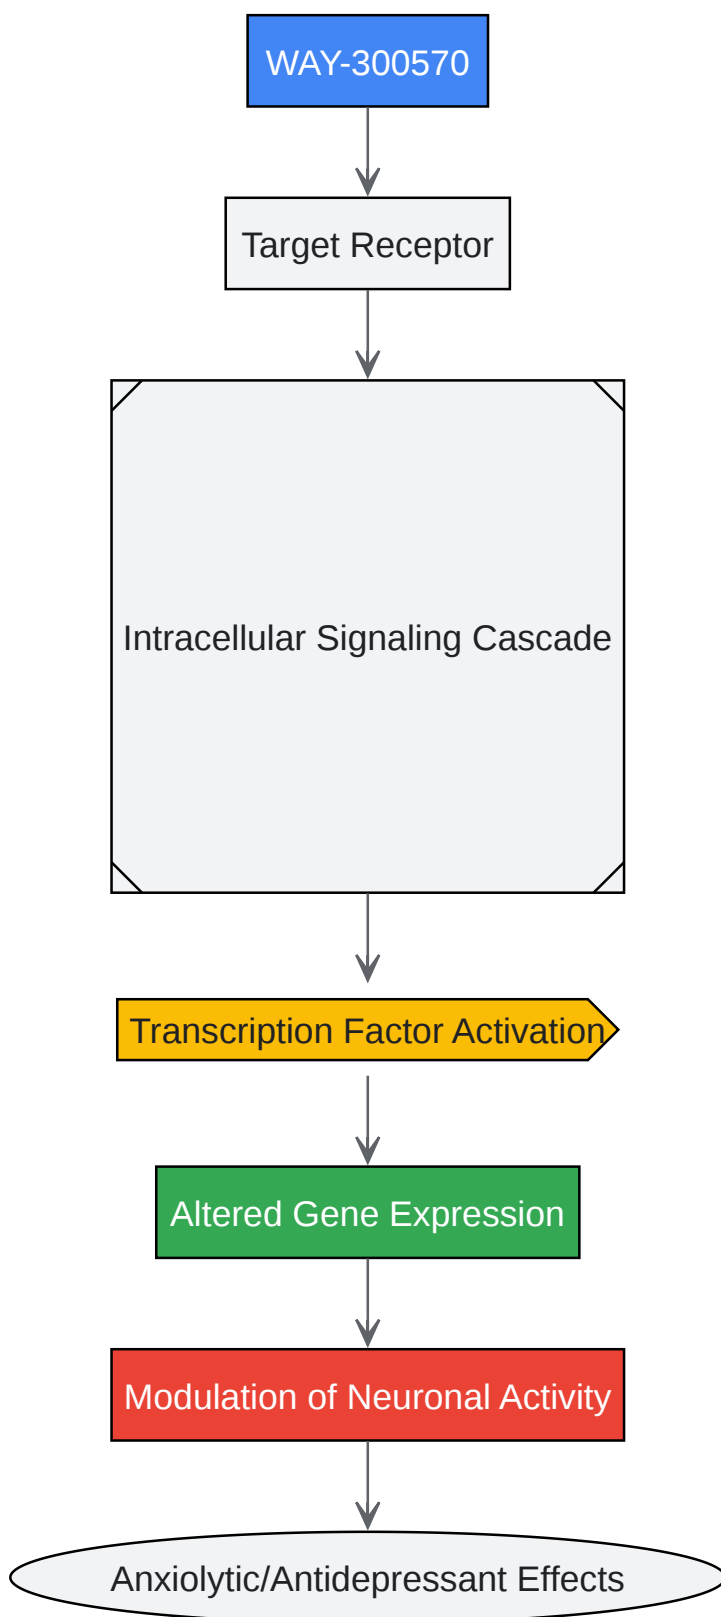 WAY-300570
Target Receptor
Intracellular Signaling Cascade
Transcription Factor Activation
Altered Gene Expression
Modulation of Neuronal Activity
Anxiolytic/Antidepressant Effects